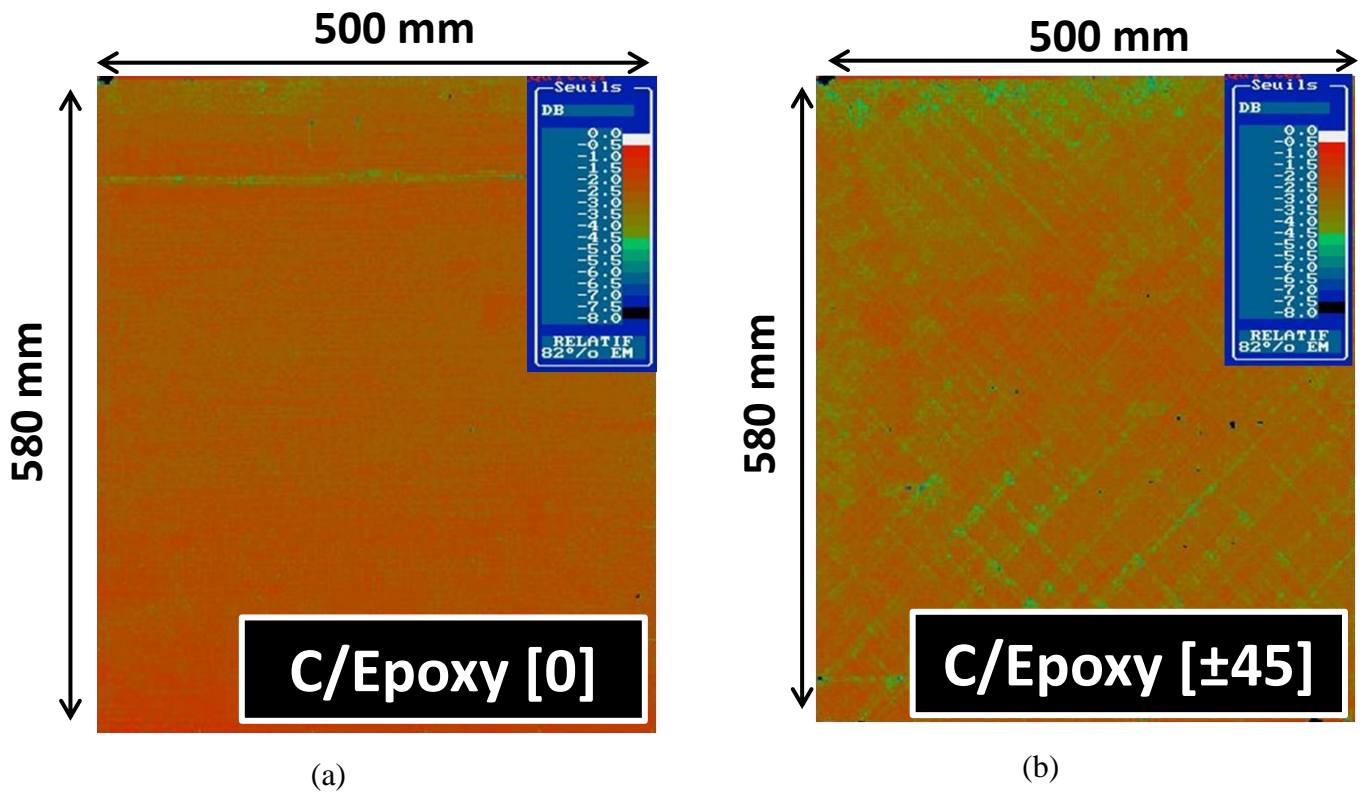 500 mm
500 mm
580 mm
580 mm
Quitter
Seuils
DB
0.0
-0.5
-1.0
-1.5
-2.0
-2.5
-3.0
-3.5
-4.0
-4.5
-5.0
-5.5
-6.0
-6.5
-7.0
-7.5
-8.0
RELATIF
82°/o EM
Quitter
Seuils
DB
0.0
-0.5
-1.0
-1.5
-2.0
-2.5
-3.0
-3.5
-4.0
-4.5
-5.0
-5.5
-6.0
-6.5
-7.0
-7.5
-8.0
RELATIF
82°/o EM
C/Epoxy [0]
C/Epoxy [±45]
(a)
(b)